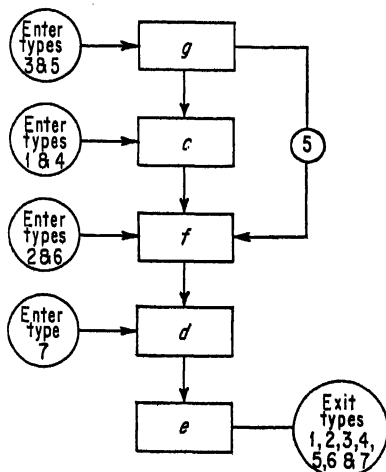 Enter
types
3&5
g
5
Enter
types
1&4
c
Enter
types
2&6
f
Enter
type
7
d
e
Exit
types
1,2,3,4,
5,6 & 7